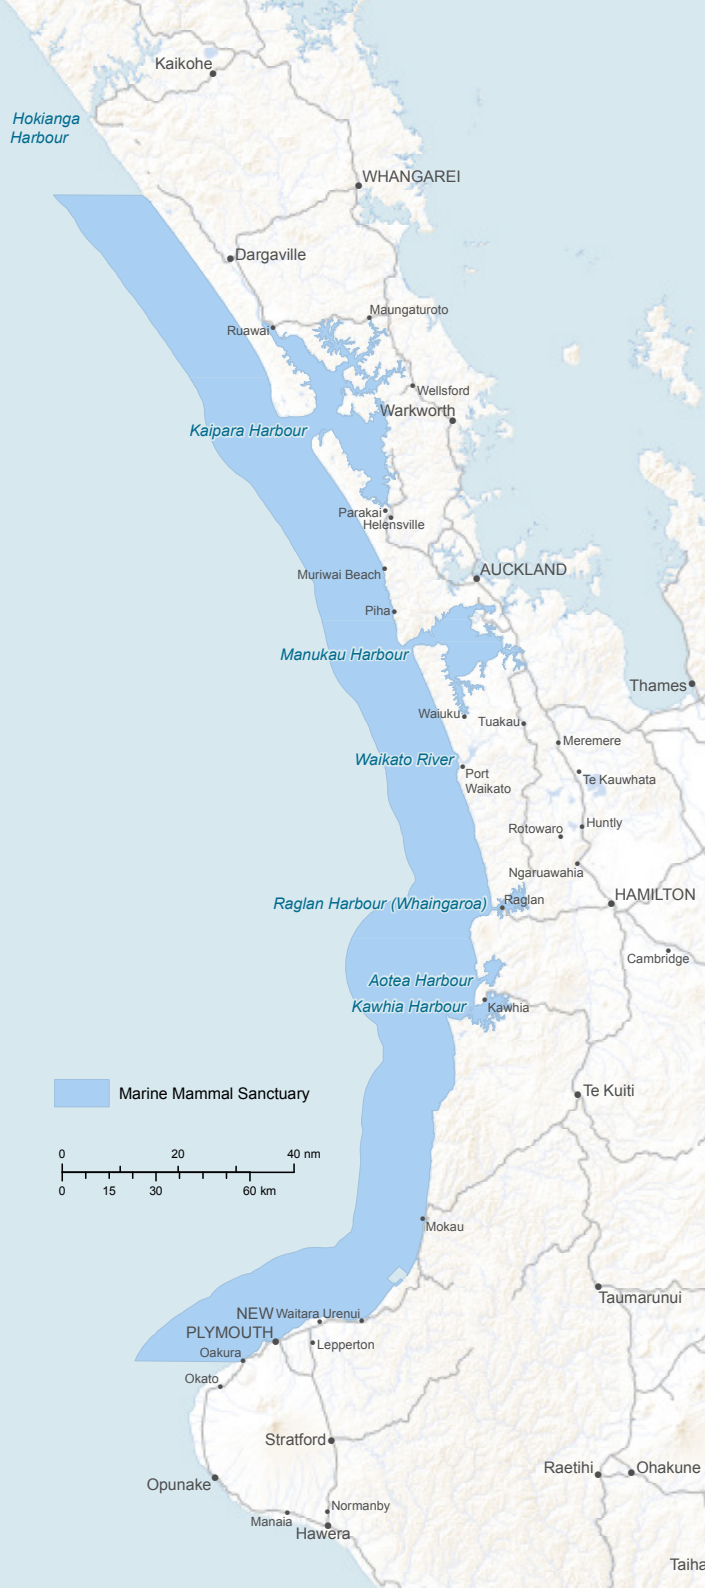 Kaikohe
Hokianga
Harbour
WHANGAREI
Dargaville
Maungaturoto
Ruawai
Wellsford
Warkworth
Kaipara Harbour
Parakai
Helensville
AUCKLAND
Muriwai Beach
Piha
Manukau Harbour
Thames
Waiuku
Tuakau
Meremere
Waikato River
Port
Waikato
Te Kauwhata
Huntly
Rotowaro
Ngaruawahia
HAMILTON
Raglan Harbour (Whaingaroa)
Raglan
Cambridge
Aotea Harbour
Kawhia Harbour
Kawhia
Marine Mammal Sanctuary
Te Kuiti
0 20 40 nm
0 15 30 60 km
Mokau
Taumarunui
NEW
PLYMOUTH
Waitara Urenui
Lepperton
Oakura
Okato
Stratford
Raetihi
Ohakune
Opunake
Normanby
Manaia
Hawera
Taiha